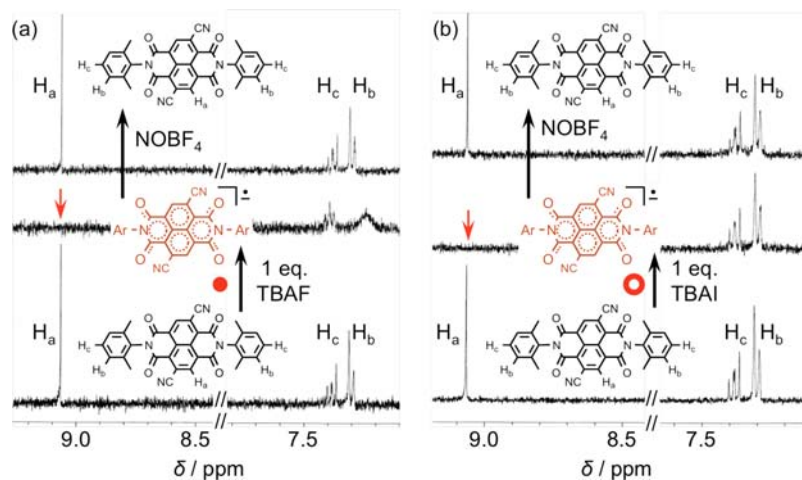 (a)
CN
O
O
Hc
N
N
Hc
Hb
O
O
Hb
NC
Ha
Ha
Hc
Hb
NOBF4
CN
O
O
Ar
N
N
Ar
O
O
NC
1 eq.
TBAF
CN
O
O
Hc
N
N
Hc
Hb
O
O
Hb
NC
Ha
Ha
Hc
Hb
9.0
8.5
7.5
δ / ppm
(b)
CN
O
O
Hc
N
N
Hc
Hb
O
O
Hb
NC
Ha
Ha
Hc
Hb
NOBF4
CN
O
O
Ar
N
N
Ar
O
O
NC
1 eq.
TBAI
CN
O
O
Hc
N
N
Hc
Hb
O
O
Hb
NC
Ha
Ha
Hc
Hb
9.0
8.5
7.5
δ / ppm